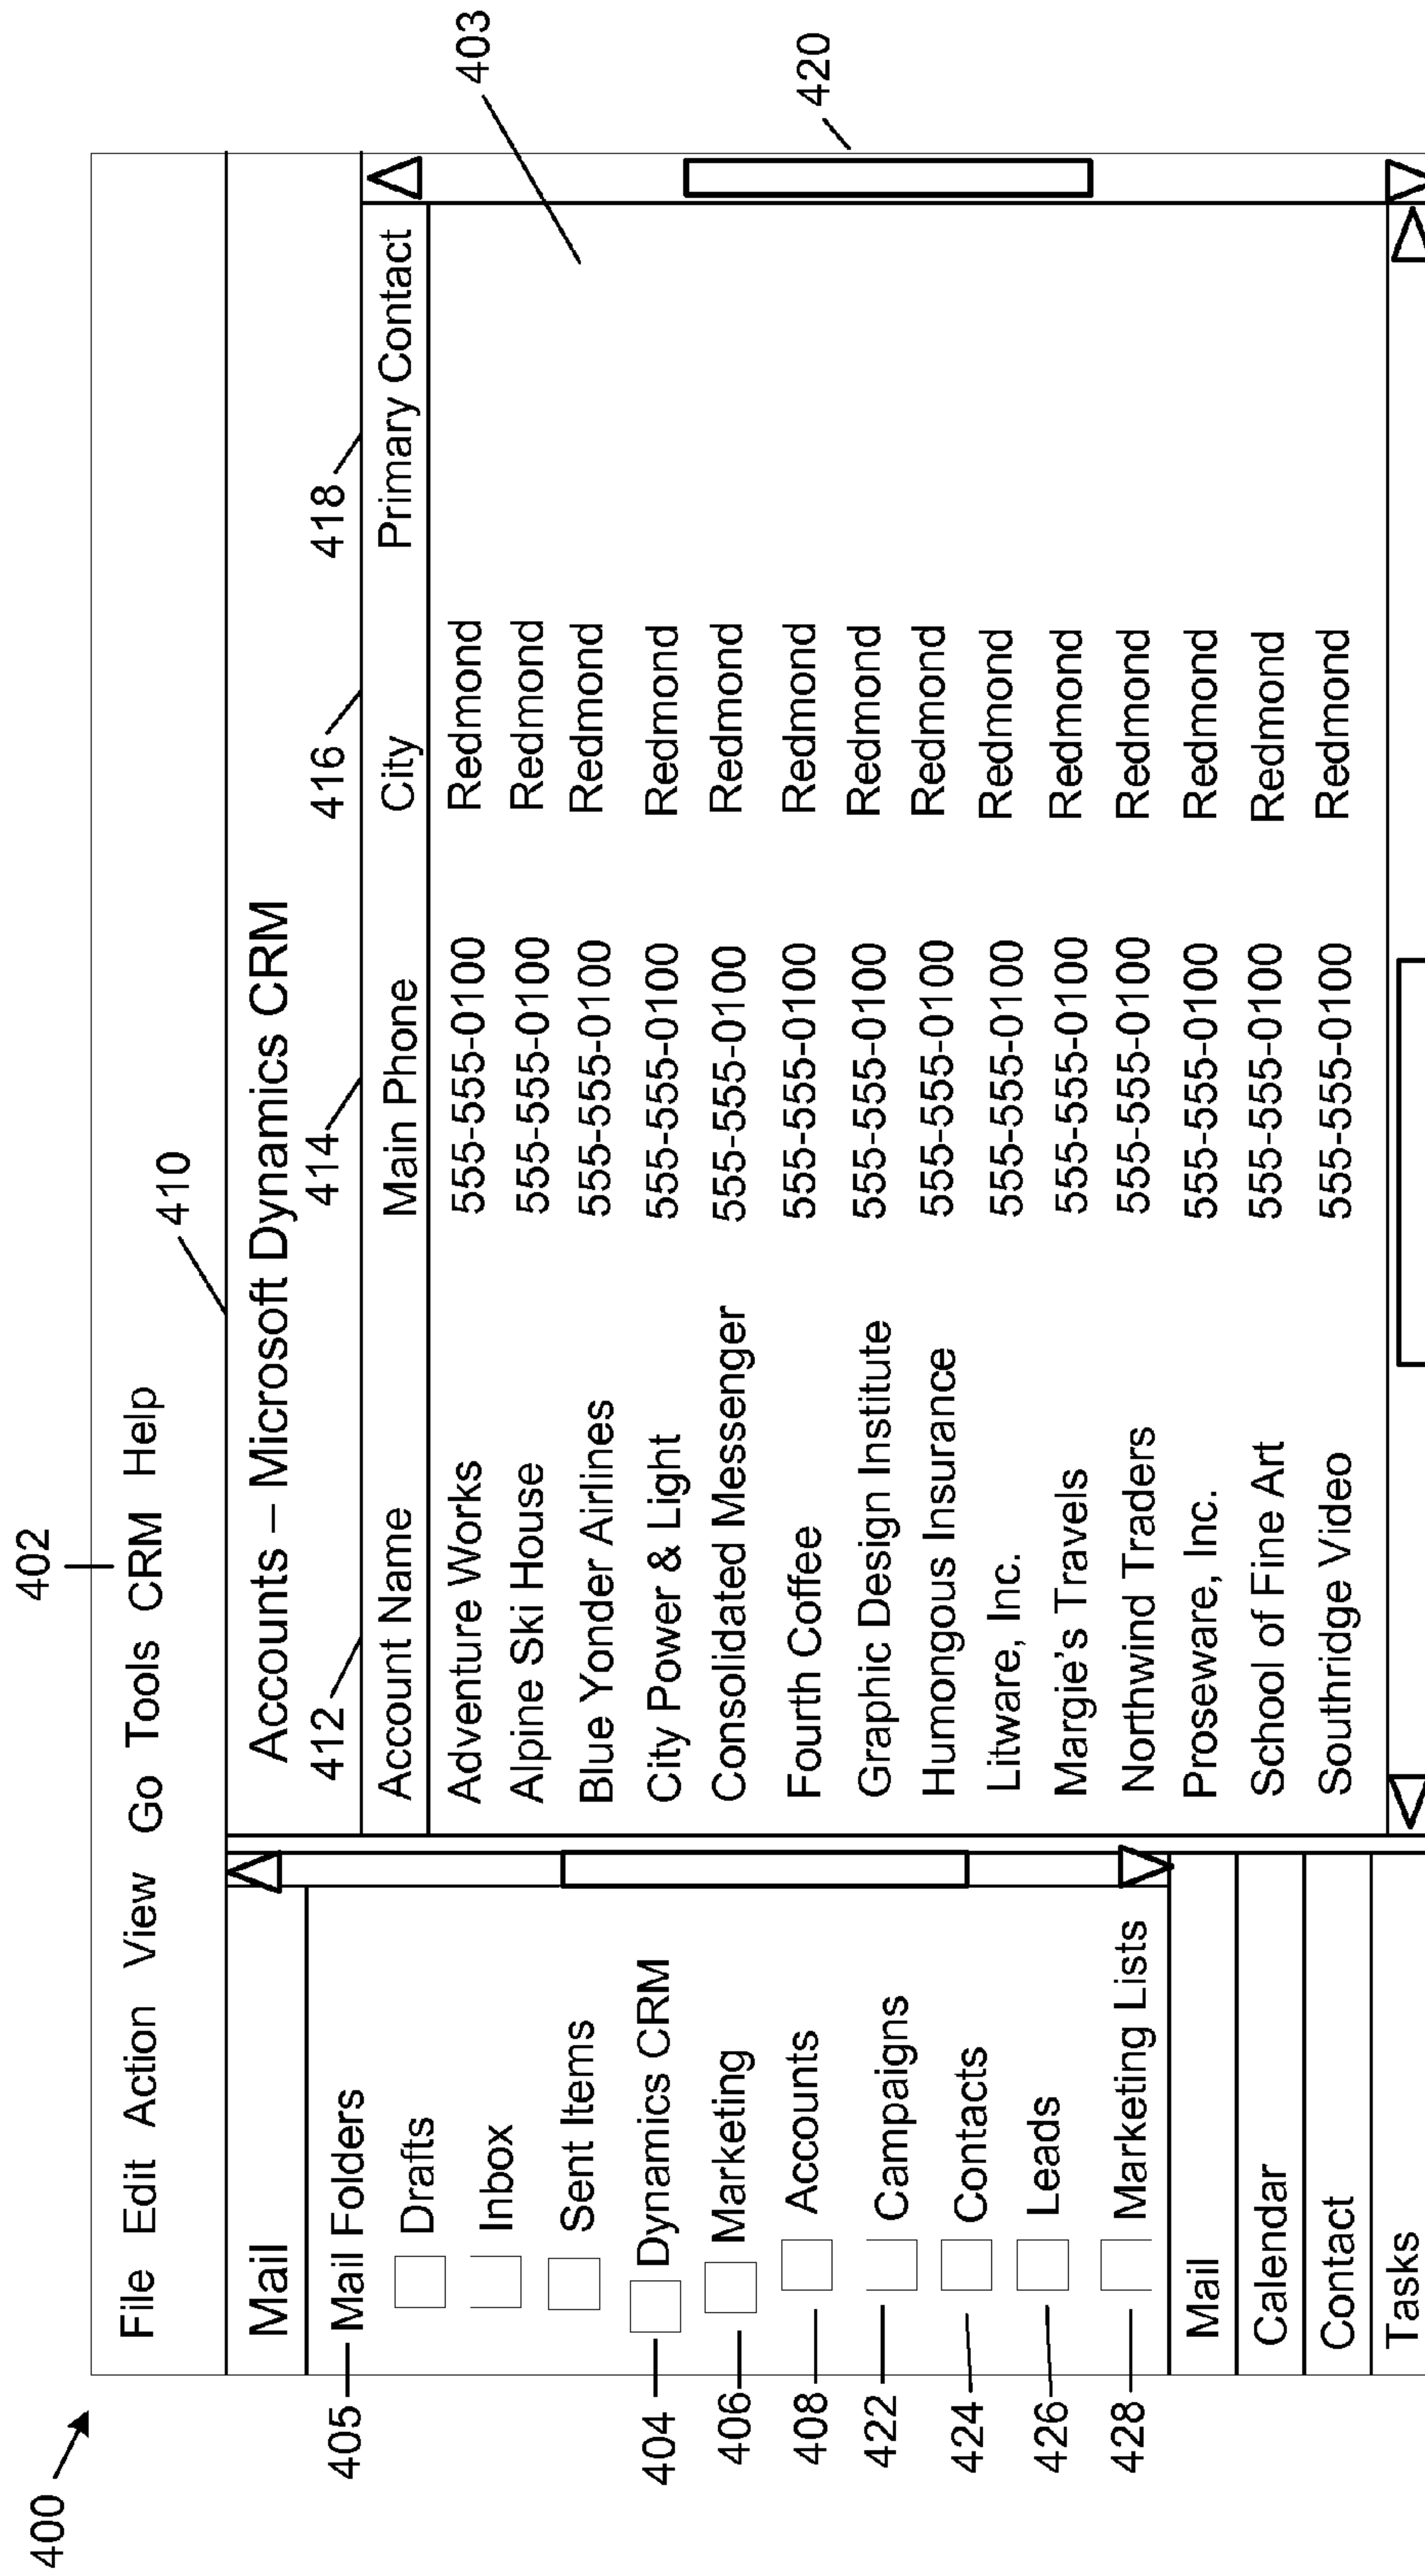 400
402
File Edit Action View Go Tools CRM Help
410
Mail
Accounts – Microsoft Dynamics CRM
412 414 416 418
405 Mail Folders
Account Name Main Phone City Primary Contact
403
Drafts
Adventure Works 555-555-0100 Redmond
Inbox
Alpine Ski House 555-555-0100 Redmond
Sent Items
Blue Yonder Airlines 555-555-0100 Redmond
404 Dynamics CRM
City Power & Light 555-555-0100 Redmond
406 Marketing
Consolidated Messenger 555-555-0100 Redmond
420
408 Accounts
Fourth Coffee 555-555-0100 Redmond
422 Campaigns
Graphic Design Institute 555-555-0100 Redmond
Humongous Insurance 555-555-0100 Redmond
424 Contacts
Litware, Inc. 555-555-0100 Redmond
426 Leads
Margie's Travels 555-555-0100 Redmond
428 Marketing Lists
Northwind Traders 555-555-0100 Redmond
Mail
Proseware, Inc. 555-555-0100 Redmond
Calendar
School of Fine Art 555-555-0100 Redmond
Contact
Southridge Video 555-555-0100 Redmond
Tasks